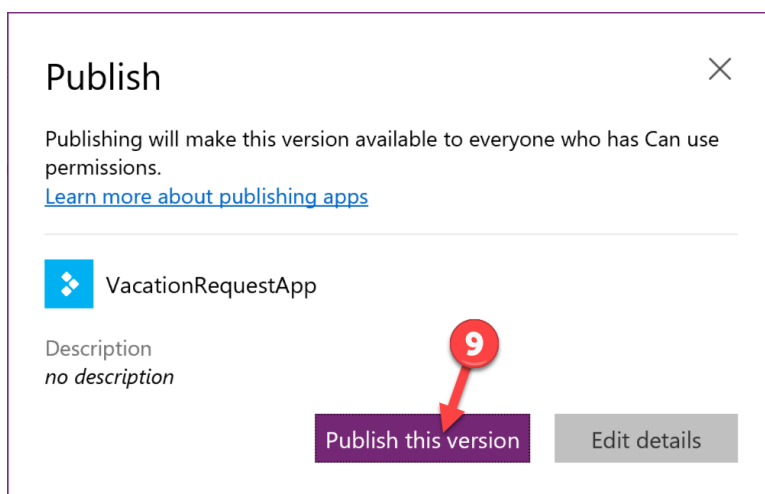 Publish
Publishing will make this version available to everyone who has Can use
permissions.
Learn more about publishing apps
VacationRequestApp
Description
no description
9
Publish this version
Edit details